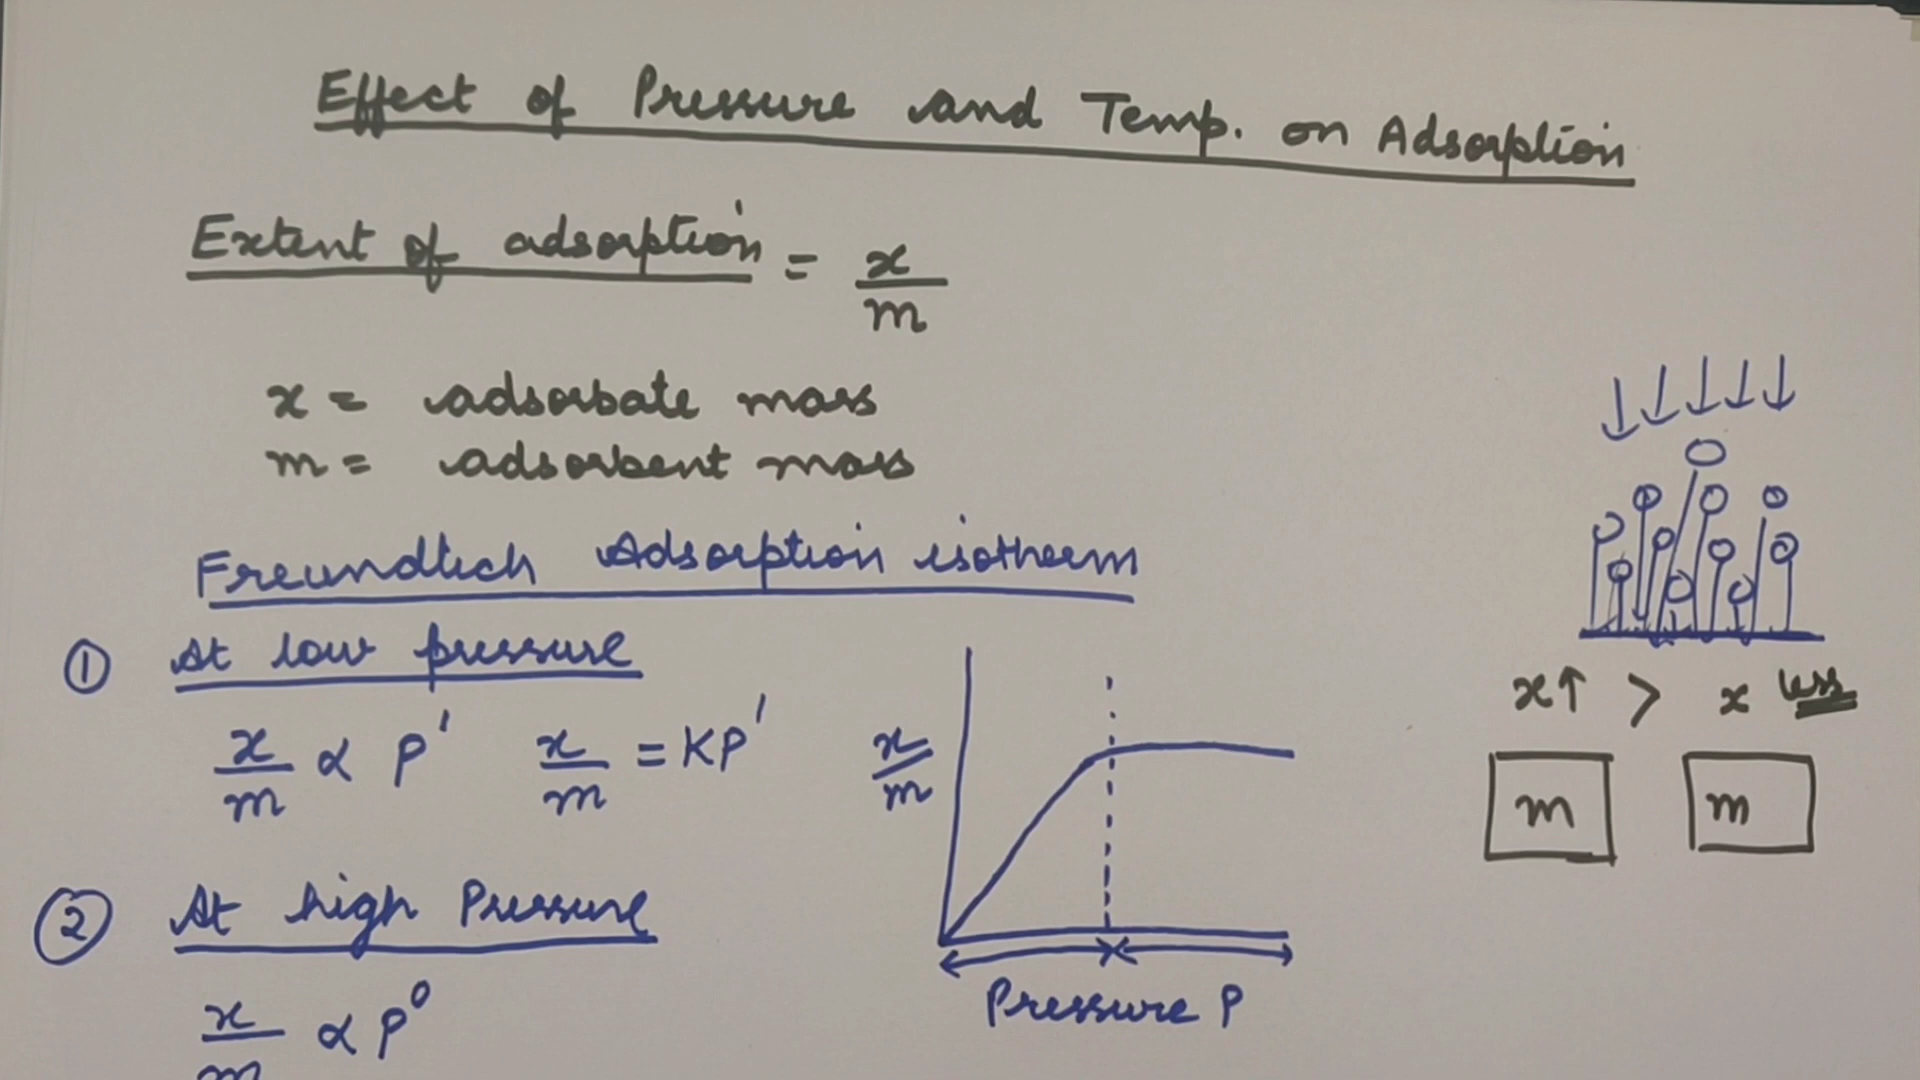 Effect of Pressure and Temp. on Adsorption
Extent of adsorption = x/m
x = adsorbate mass
m = adsorbent mass
Freundlich Adsorption isotherm
① At low pressure
x/m ∝ P¹ x/m = KP¹
② At high Pressure
x/m ∝ P⁰
x/m
Pressure P
x↑ > x less
m m